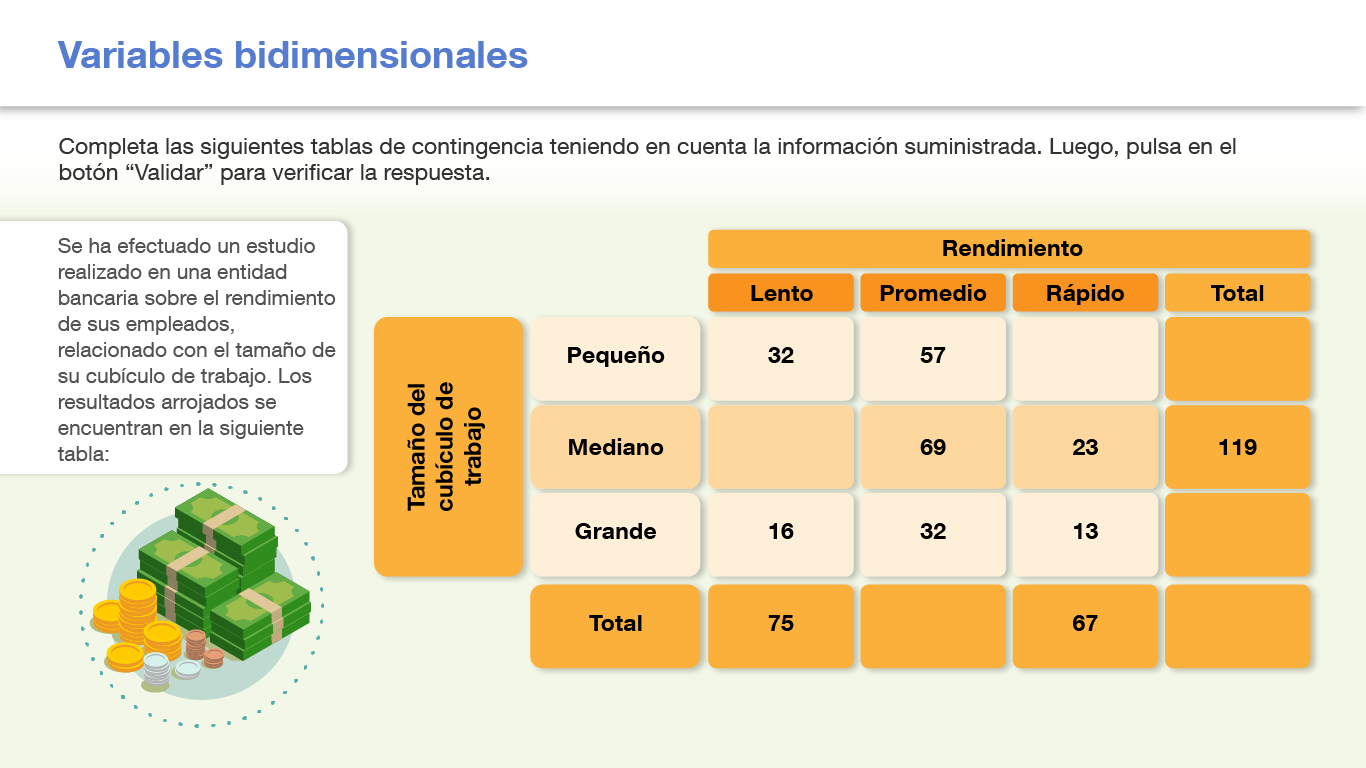 Variables bidimensionales
Completa las siguientes tablas de contingencia teniendo en cuenta la información suministrada. Luego, pulsa en el
botón “Validar” para verificar la respuesta.
Se ha efectuado un estudio
realizado en una entidad
bancaria sobre el rendimiento
de sus empleados,
relacionado con el tamaño de
su cubículo de trabajo. Los
resultados arrojados se
encuentran en la siguiente
tabla:
Rendimiento
Lento Promedio Rápido Total
Tamaño del
cubículo de
trabajo
Pequeño 32 57
Mediano 69 23 119
Grande 16 32 13
Total 75 67